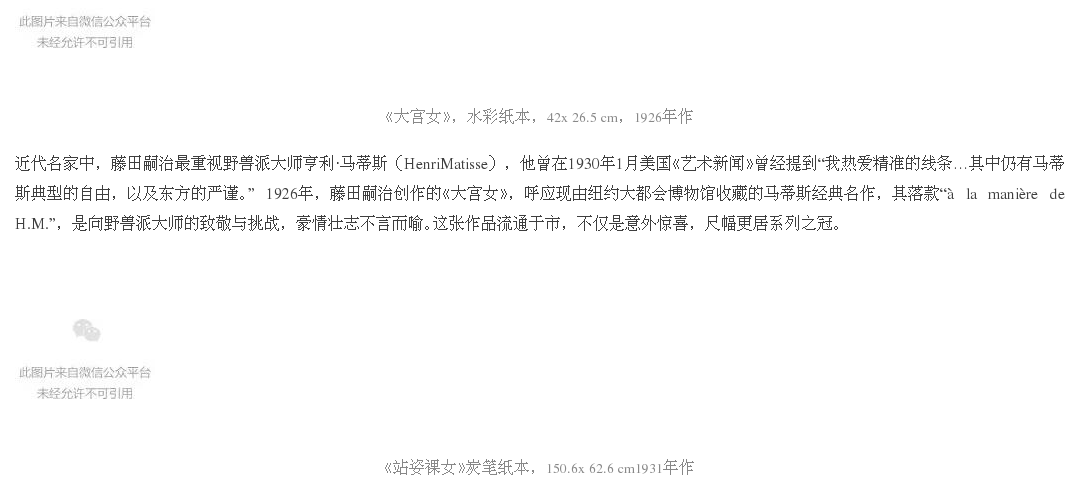 此图片来自微信公众平台
未经允许不可引用
《大宫女》，水彩纸本，42x 26.5 cm，1926年作
近代名家中，藤田嗣治最重视野兽派大师亨利·马蒂斯（HenriMatisse），他曾在1930年1月美国《艺术新闻》曾经提到“我热爱精准的线条…其中仍有马蒂
斯典型的自由，以及东方的严谨。” 1926年，藤田嗣治创作的《大宫女》，呼应现由纽约大都会博物馆收藏的马蒂斯经典名作，其落款“à la manière de
H.M.”，是向野兽派大师的致敬与挑战，豪情壮志不言而喻。这张作品流通于市，不仅是意外惊喜，尺幅更居系列之冠。
此图片来自微信公众平台
未经允许不可引用
《站姿裸女》炭笔纸本，150.6x 62.6 cm1931年作